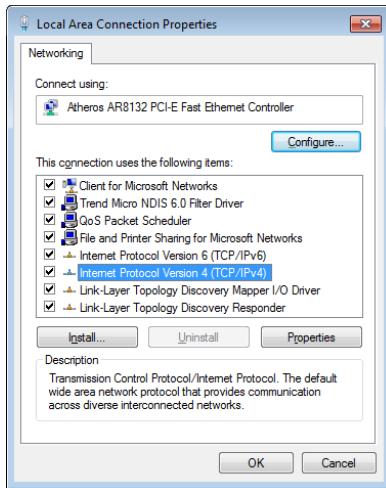 Local Area Connection Properties
Networking
Connect using:
Atheros AR8132 PCI-E Fast Ethernet Controller
Configure...
This connection uses the following items:
Client for Microsoft Networks
Trend Micro NDIS 6.0 Filter Driver
QoS Packet Scheduler
File and Printer Sharing for Microsoft Networks
Internet Protocol Version 6 (TCP/IPv6)
Internet Protocol Version 4 (TCP/IPv4)
Link-Layer Topology Discovery Mapper I/O Driver
Link-Layer Topology Discovery Responder
Install... Uninstall Properties
Description
Transmission Control Protocol/Internet Protocol. The default
wide area network protocol that provides communication
across diverse interconnected networks.
OK Cancel